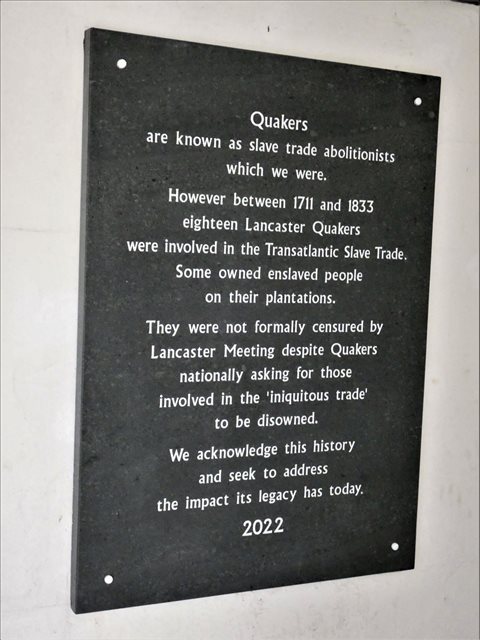 Quakers
are known as slave trade abolitionists
which we were.
However between 1711 and 1833
eighteen Lancaster Quakers
were involved in the Transatlantic Slave Trade.
Some owned enslaved people
on their plantations.
They were not formally censured by
Lancaster Meeting despite Quakers
nationally asking for those
involved in the 'iniquitous trade'
to be disowned.
We acknowledge this history
and seek to address
the impact its legacy has today.
2022